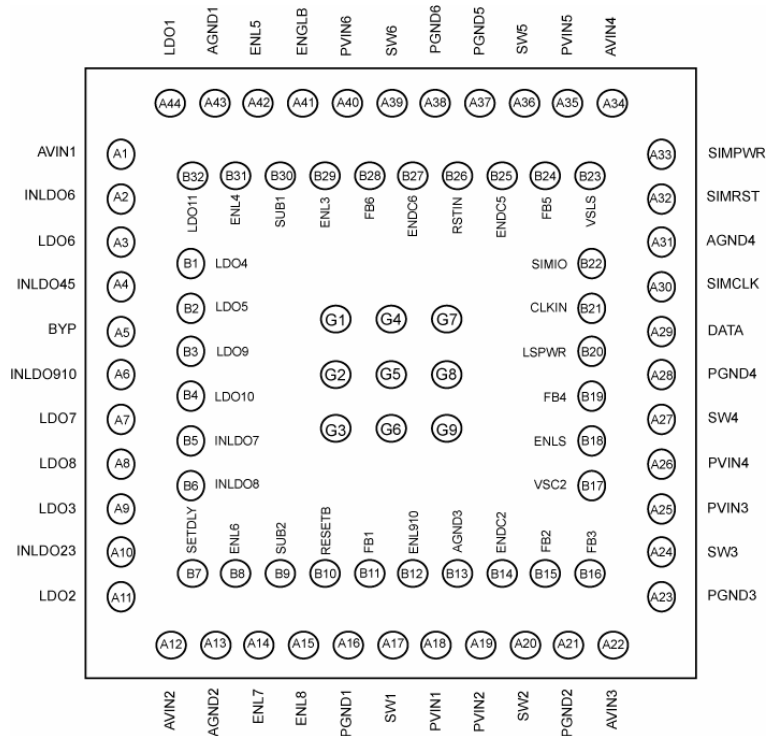 LDO1 AGND1 ENL5 ENGLB PVIN6 SW6 PGND6 PGND5 SW5 PVIN5 AVIN4
A44 A43 A42 A41 A40 A39 A38 A37 A36 A35 A34
AVIN1 A1 A33 SIMPWR
B32 B31 B30 B29 B28 B27 B26 B25 B24 B23
INLDO6 A2 A32 SIMRST
LDO11 ENL4 SUB1 ENL3 FB6 ENDC6 RSTIN ENDC5 FB5 VSLS
LDO6 A3 A31 AGND4
B1 LDO4 SIMIO B22
INLDO45 A4 A30 SIMCLK
B2 LDO5 CLKIN B21
G1 G4 G7
BYP A5 A29 DATA
B3 LDO9 LSPWR B20
INLDO910 A6 G2 G5 G8 A28 PGND4
B4 LDO10 FB4 B19
LDO7 A7 A27 SW4
G3 G6 G9
B5 INLDO7 ENLS B18
LDO8 A8 A26 PVIN4
B6 INLDO8 VSC2 B17
LDO3 A9 A25 PVIN3
SETDLY ENL6 SUB2 RESETB FB1 ENL910 AGND3 ENDC2 FB2 FB3
INLDO23 A10 A24 SW3
B7 B8 B9 B10 B11 B12 B13 B14 B15 B16
LDO2 A11 A23 PGND3
A12 A13 A14 A15 A16 A17 A18 A19 A20 A21 A22
AVIN2 AGND2 ENL7 ENL8 PGND1 SW1 PVIN1 PVIN2 SW2 PGND2 AVIN3